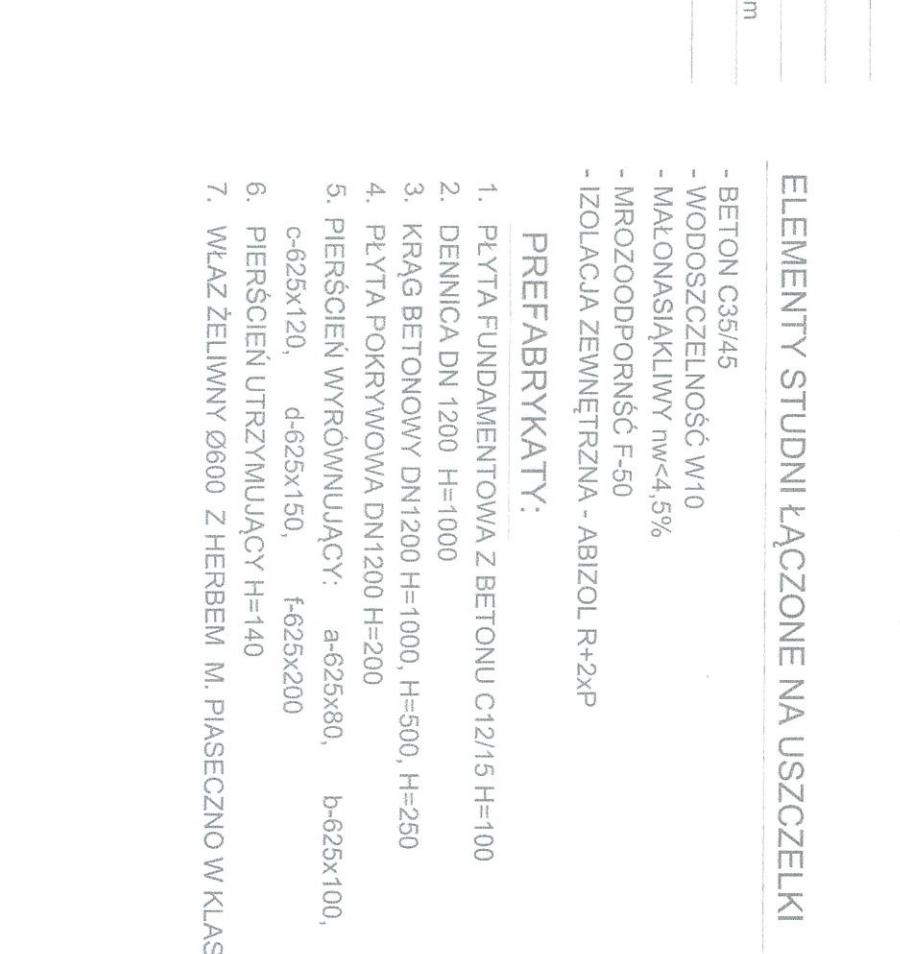 m
ELEMENTY STUDNI ŁĄCZONE NA USZCZELKI
- BETON C35/45
- WODOSZCZELNOŚĆ W10
- MAŁONASIĄKLIWY nw<4,5%
- MROZOODPORNŚĆ F-50
- IZOLACJA ZEWNĘTRZNA - ABIZOL R+2xP
PREFABRYKATY:
1. PŁYTA FUNDAMENTOWA Z BETONU C12/15 H=100
2. DENNICA DN 1200 H=1000
3. KRĄG BETONOWY DN1200 H=1000, H=500, H=250
4. PŁYTA POKRYWOWA DN1200 H=200
5. PIERŚCIEŃ WYRÓWNUJĄCY: a-625x80, b-625x100,
c-625x120, d-625x150, f-625x200
6. PIERŚCIEŃ UTRZYMUJĄCY H=140
7. WŁAZ ŻELIWNY Ø600 Z HERBEM M. PIASECZNO W KLAS